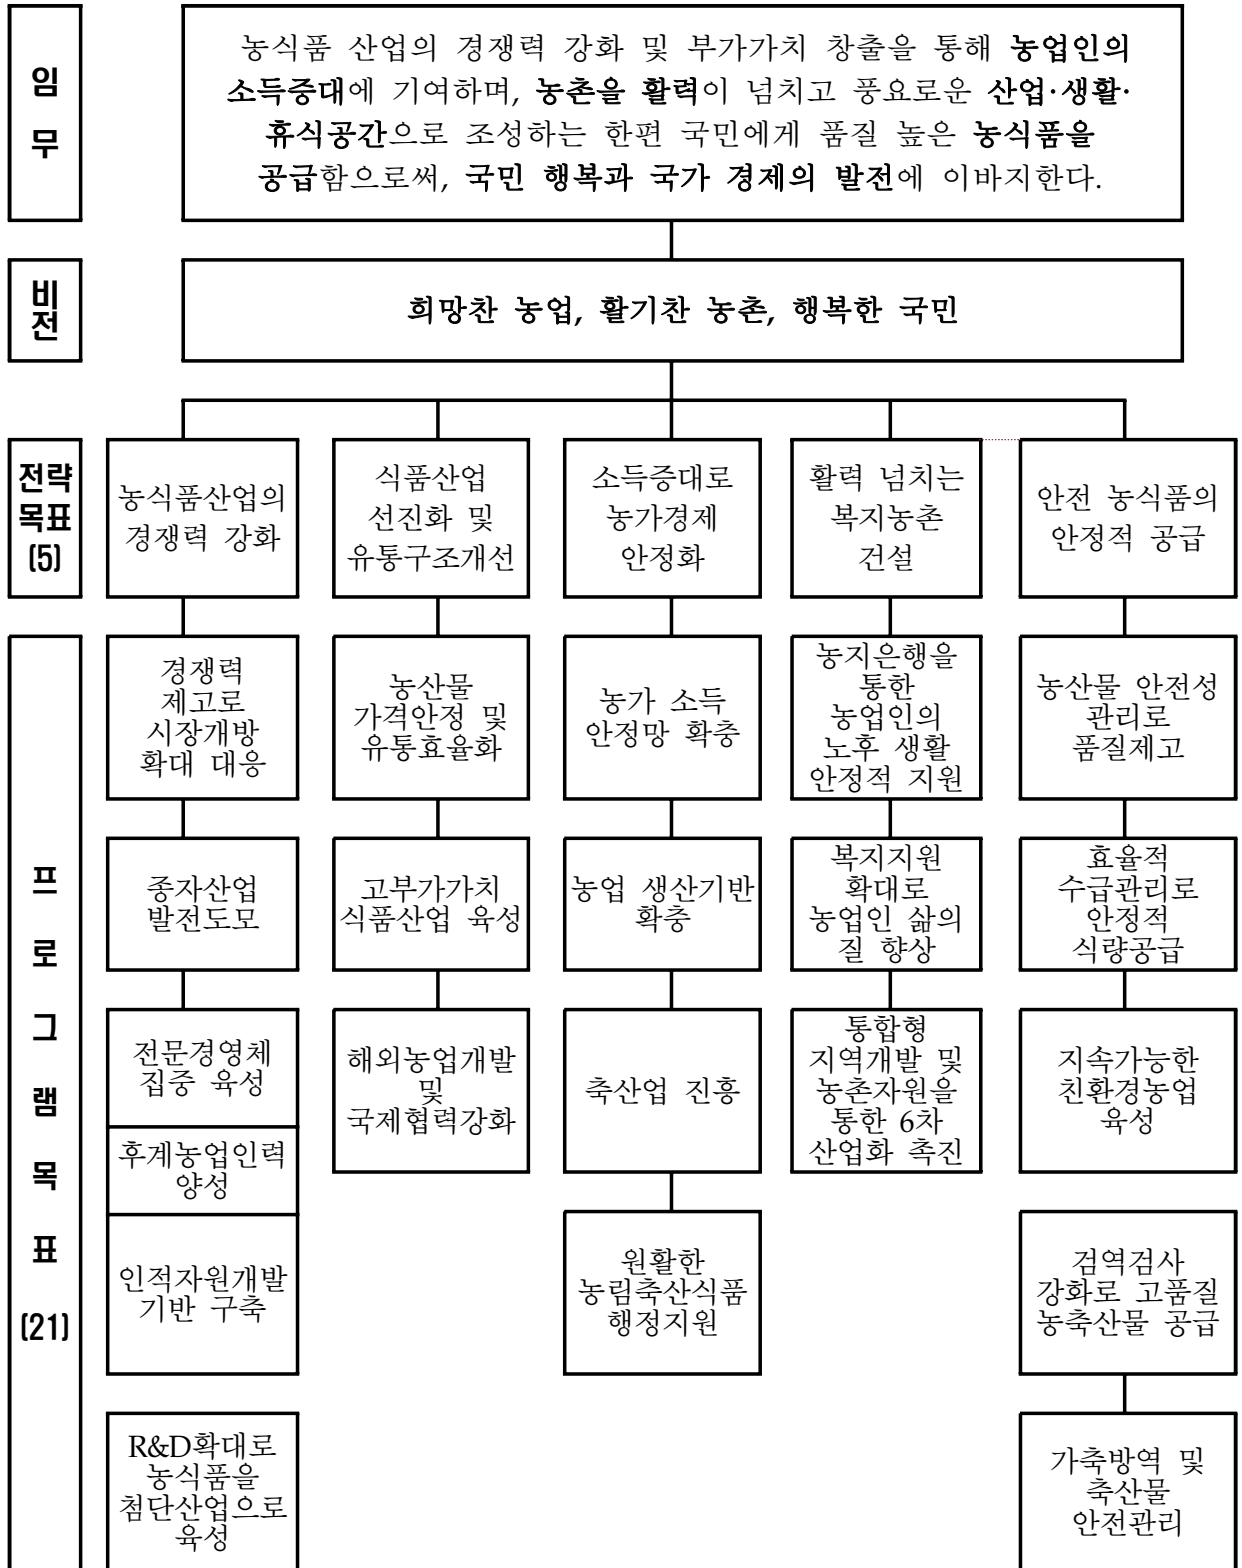 임
무
농식품 산업의 경쟁력 강화 및 부가가치 창출을 통해 농업인의
소득증대에 기여하며, 농촌을 활력이 넘치고 풍요로운 산업·생활·
휴식공간으로 조성하는 한편 국민에게 품질 높은 농식품을
공급함으로써, 국민 행복과 국가 경제의 발전에 이바지한다.
비
전
희망찬 농업, 활기찬 농촌, 행복한 국민
전략
목표
(5)
농식품산업의
경쟁력 강화
식품산업
선진화 및
유통구조개선
소득증대로
농가경제
안정화
활력 넘치는
복지농촌
건설
안전 농식품의
안정적 공급
프
로
그
램
목
표
(21)
경쟁력
제고로
시장개방
확대 대응
농산물
가격안정 및
유통효율화
농가 소득
안정망 확충
농지은행을
통한
농업인의
노후 생활
안정적 지원
농산물 안전성
관리로
품질제고
종자산업
발전도모
고부가가치
식품산업 육성
농업 생산기반
확충
복지지원
확대로
농업인 삶의
질 향상
효율적
수급관리로
안정적
식량공급
전문경영체
집중 육성
해외농업개발
및
국제협력강화
축산업 진흥
통합형
지역개발 및
농촌자원을
통한 6차
산업화 촉진
지속가능한
친환경농업
육성
후계농업인력
양성
인적자원개발
기반 구축
원활한
농림축산식품
행정지원
검역검사
강화로 고품질
농축산물 공급
R&D확대로
농식품을
첨단산업으로
육성
가축방역 및
축산물
안전관리